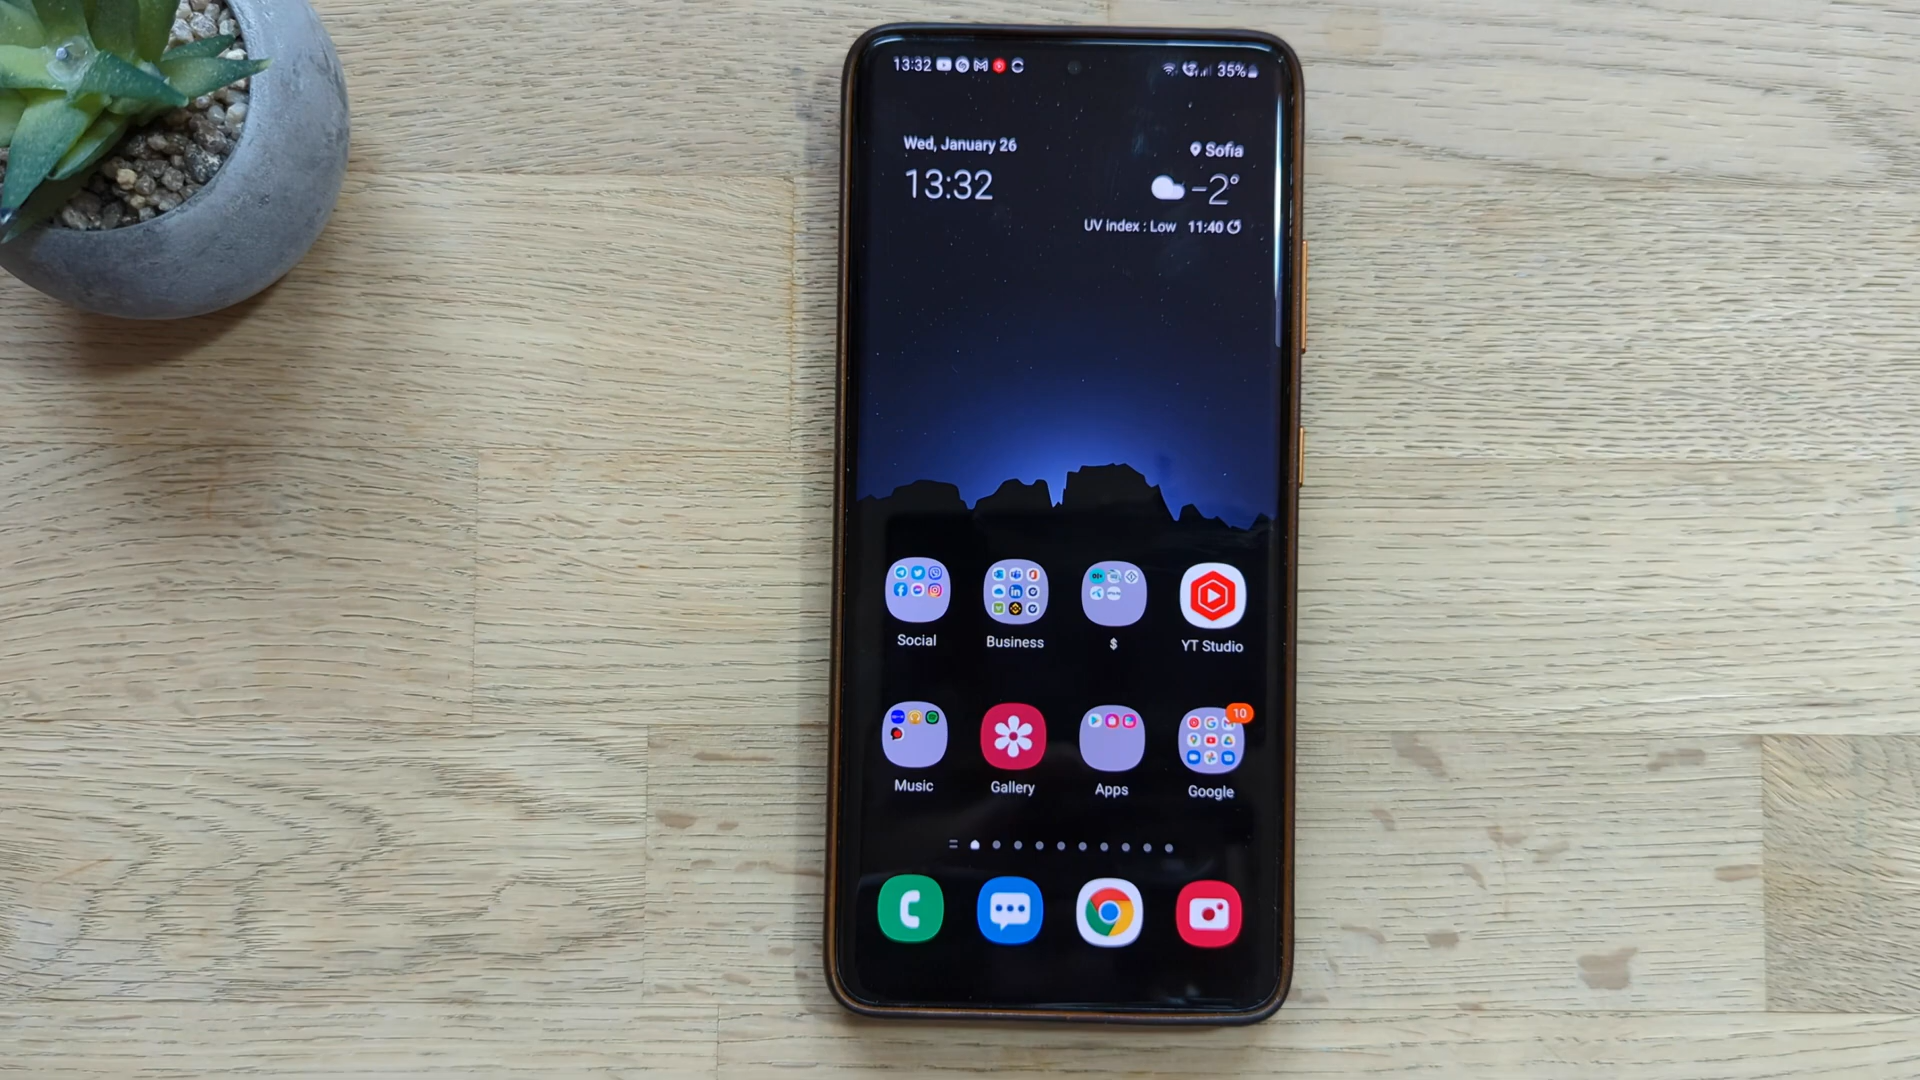 13:32
35%
Wed, January 26
Sofia
13:32
-2°
UV index : Low 11:40
Social
Business
$
YT Studio
10
Music
Gallery
Apps
Google